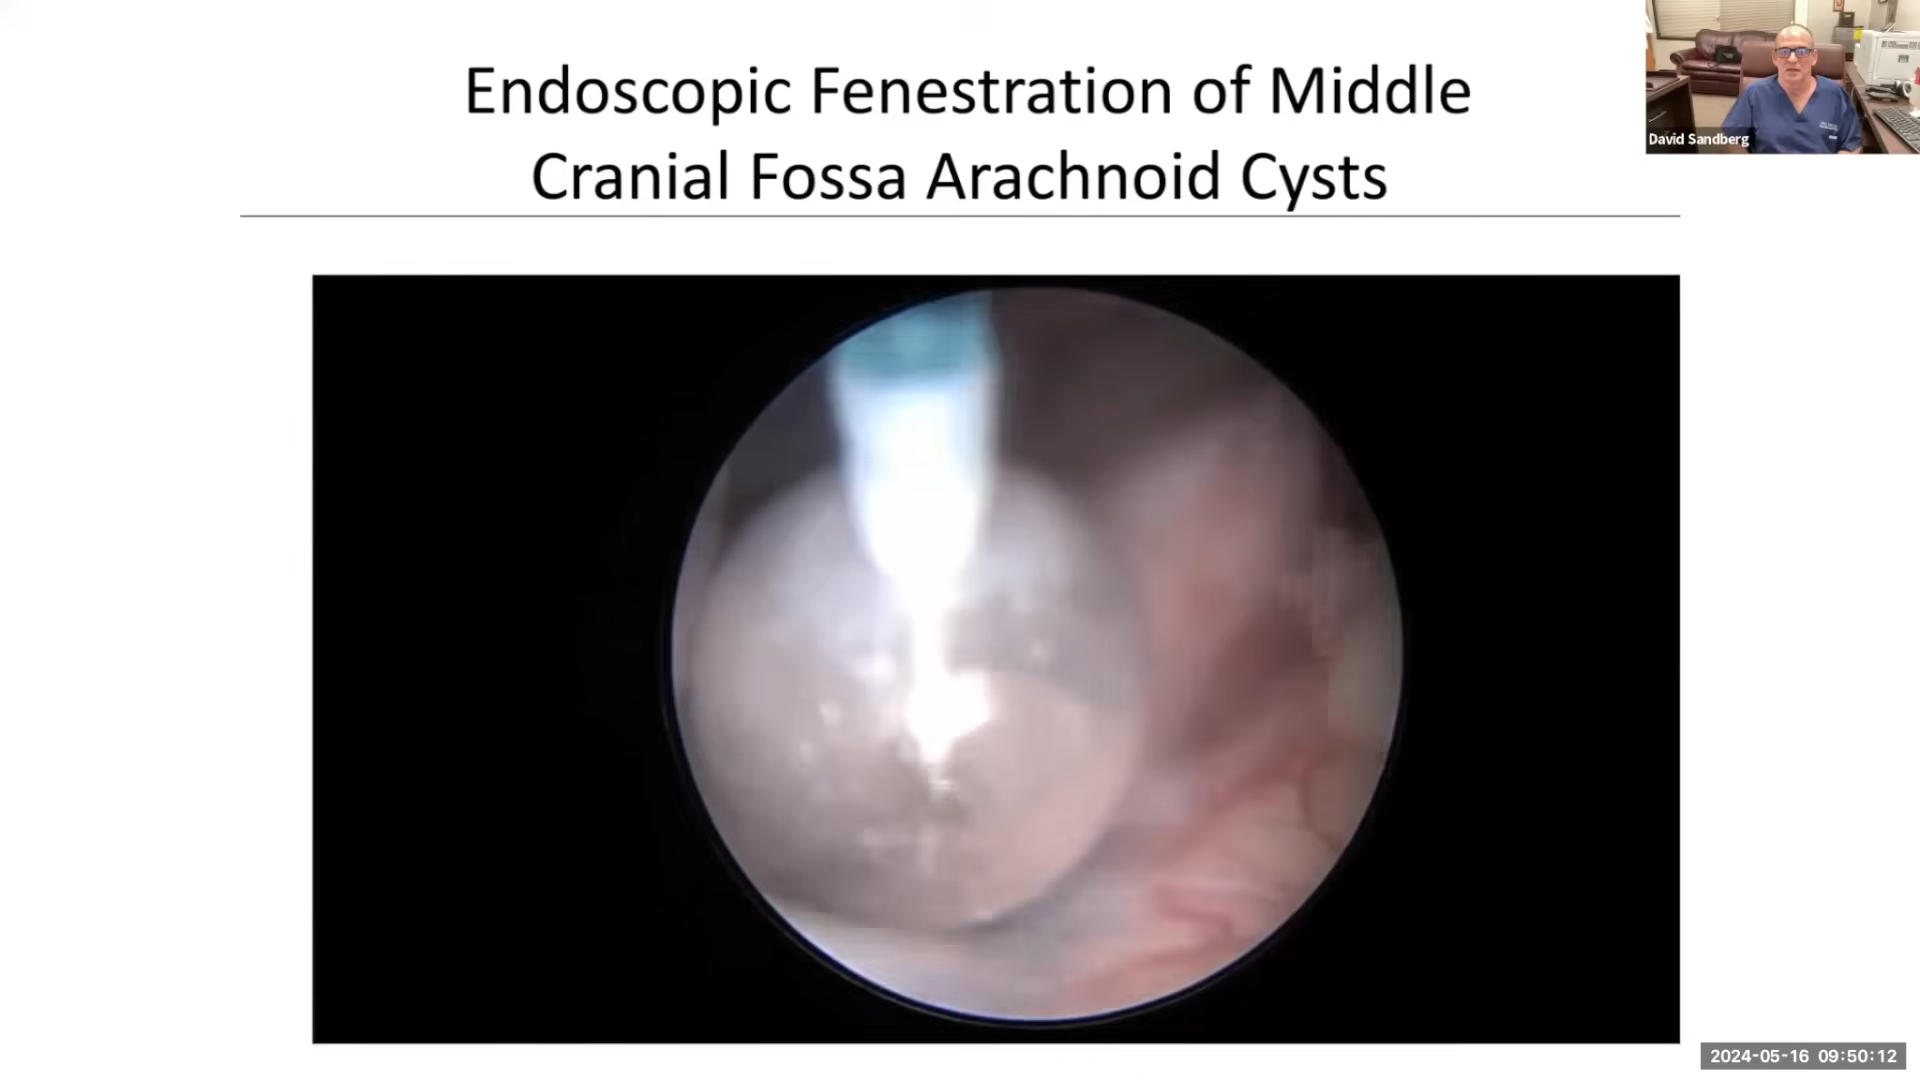 Endoscopic Fenestration of Middle
Cranial Fossa Arachnoid Cysts
David Sandberg
2024-05-16 09:50:12